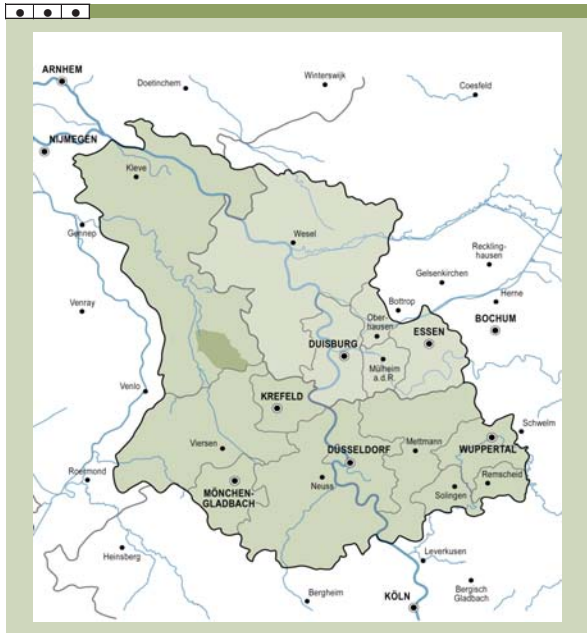 ARNHEM
Doetinchem
Winterswijk
Coesfeld
NIJMEGEN
Kleve
Gennep
Wesel
Reckling-
hausen
Gelsenkirchen
Venray
Bottrop
Herne
Ober-
hausen
ESSEN
BOCHUM
DUISBURG
Mülheim
a.d.R.
Venlo
KREFELD
Schwelm
Viersen
Mettmann
WUPPERTAL
DÜSSELDORF
Roermond
Neuss
Remscheid
MÖNCHEN-
GLADBACH
Solingen
Heinsberg
Leverkusen
Bergheim
KÖLN
Bergisch
Gladbach